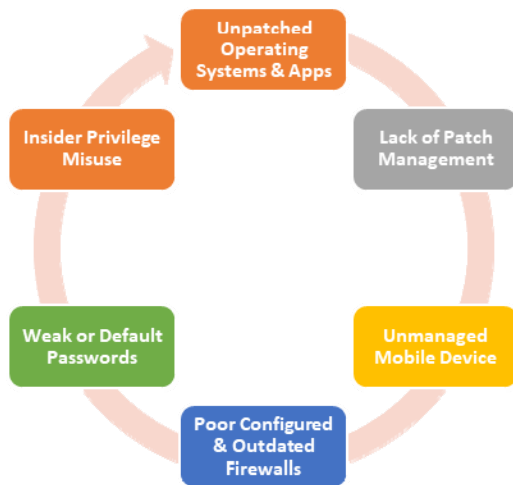 Unpatched
Operating
Systems & Apps
Lack of Patch
Management
Unmanaged
Mobile Device
Poor Configured
& Outdated
Firewalls
Weak or Default
Passwords
Insider Privilege
Misuse